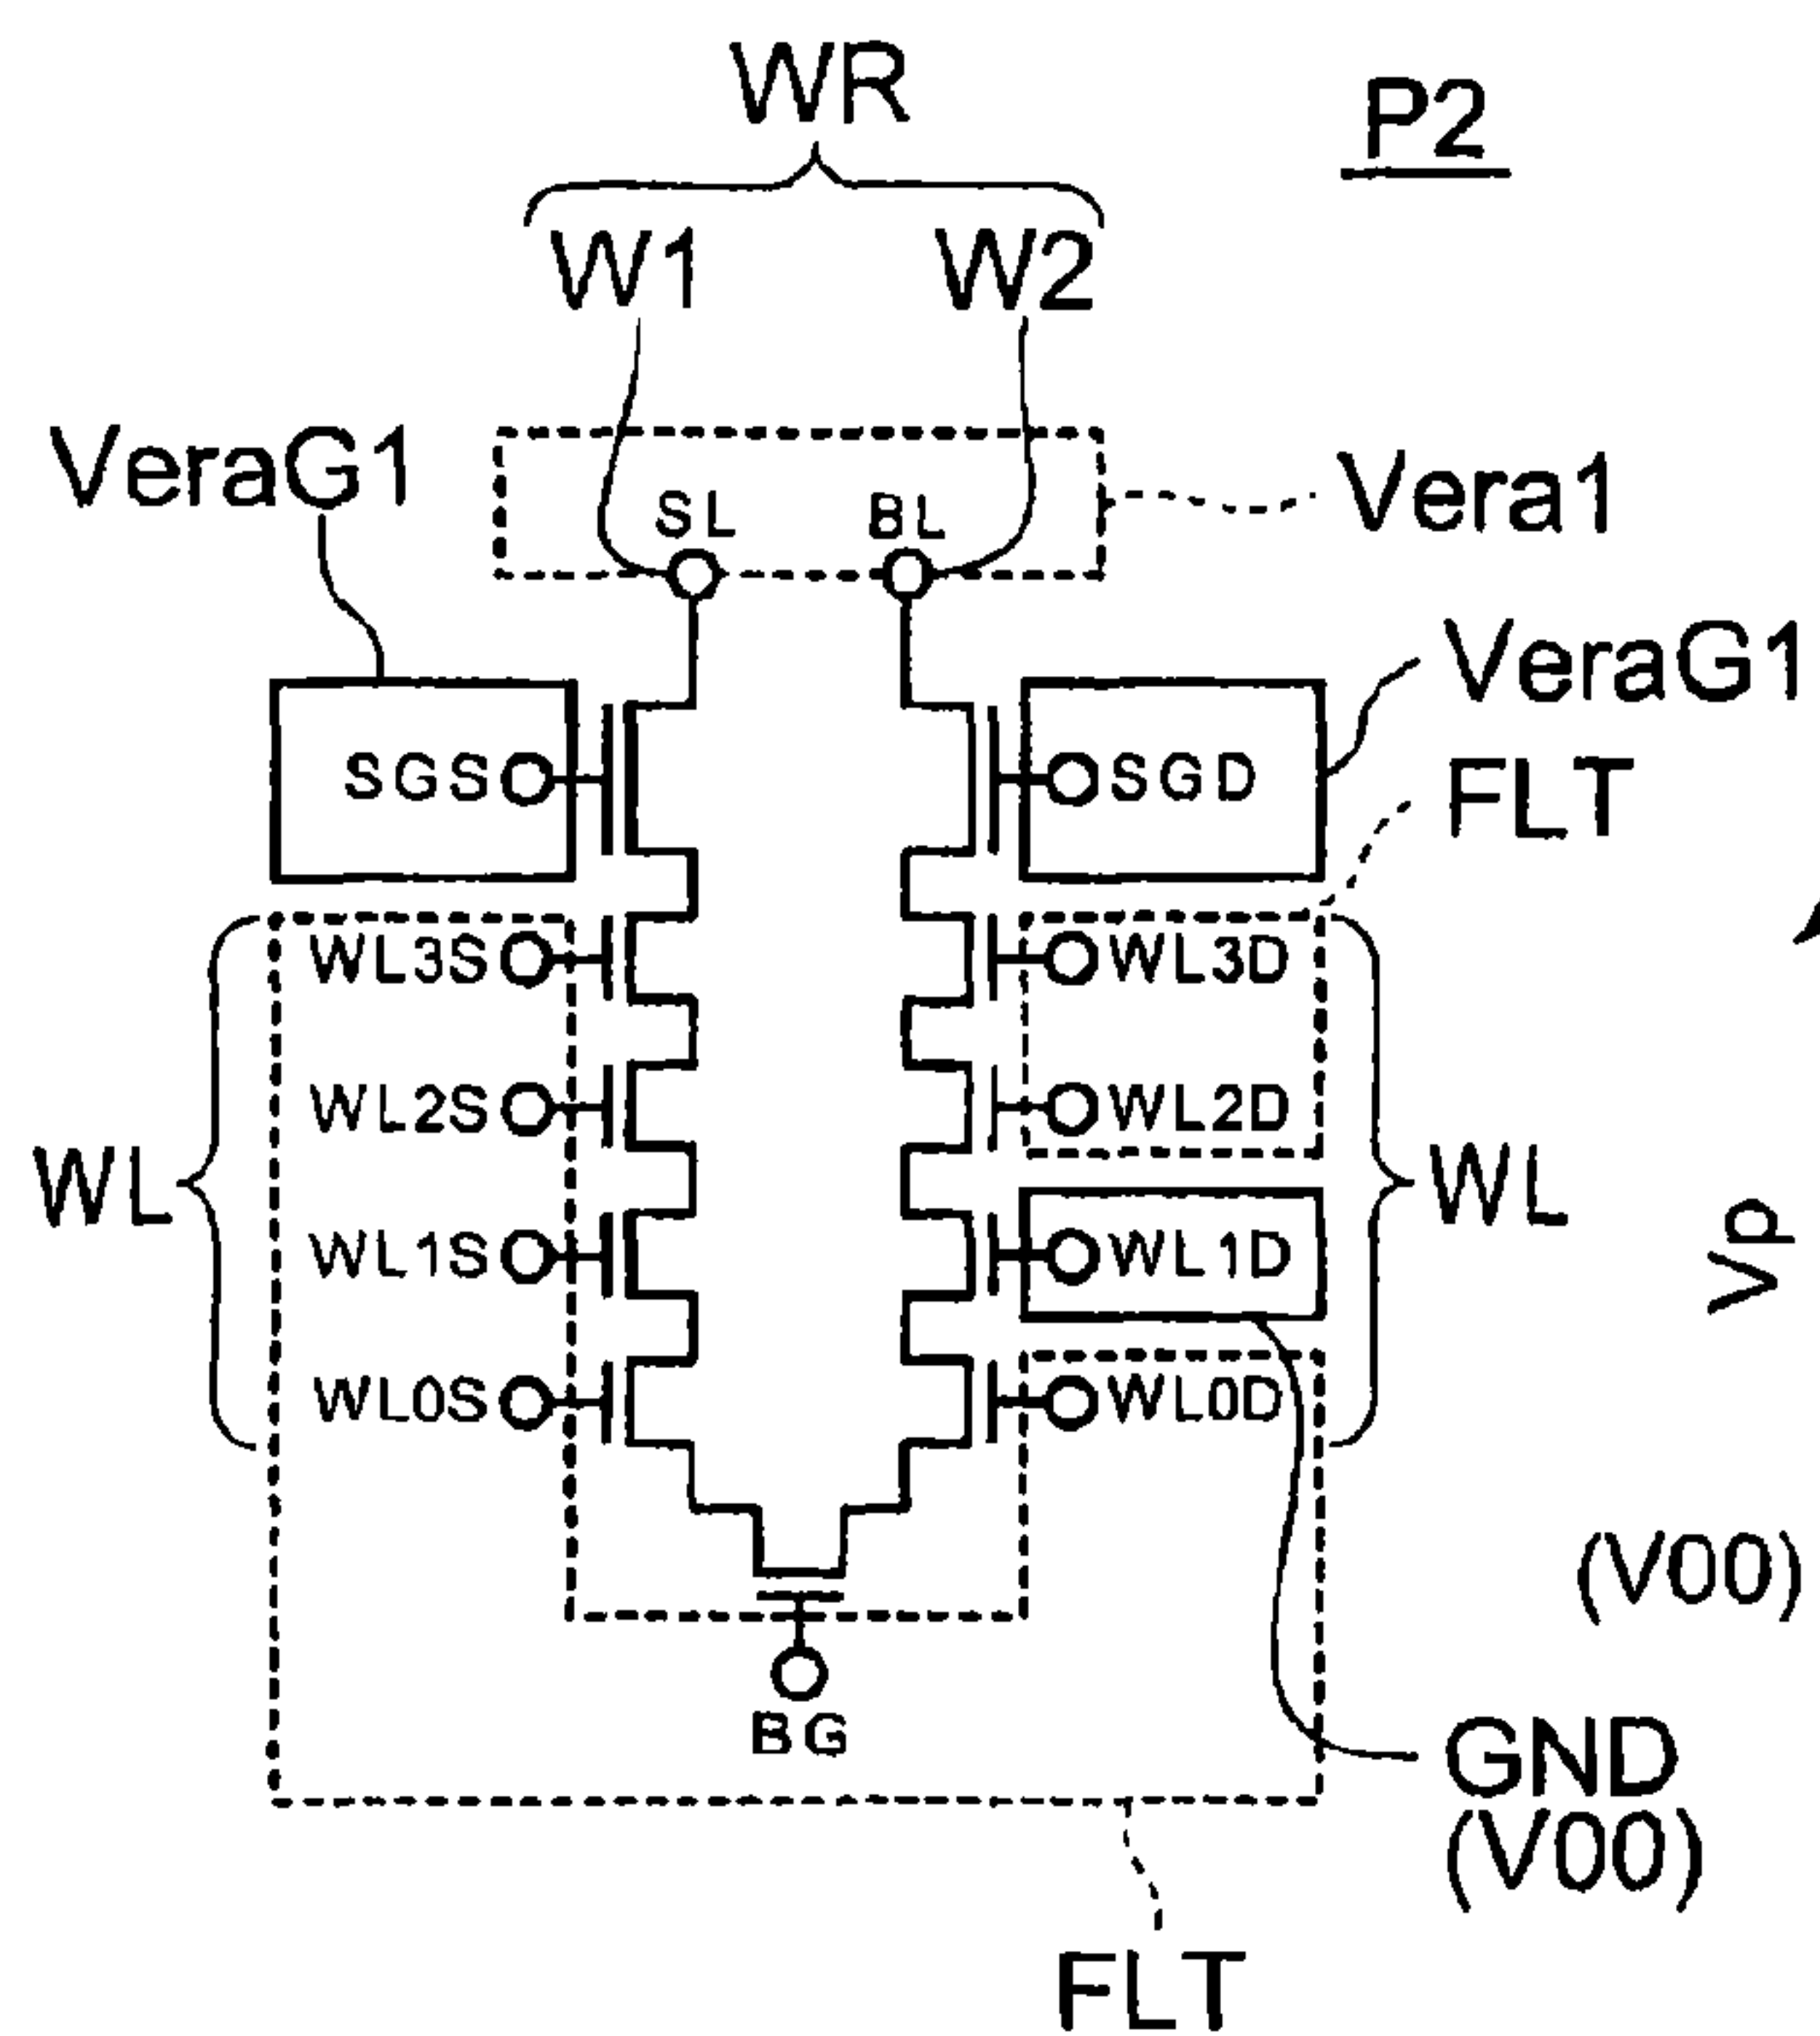 WR
P2
W1 W2
VeraG1
Vera1
SL BL
VeraG1
SGS SGD
FLT
WL3S WL3D
WL2S WL2D
WL WL
WL1S WL1D
Vp
WL0S WL0D
(V00)
BG
GND
(V00)
FLT